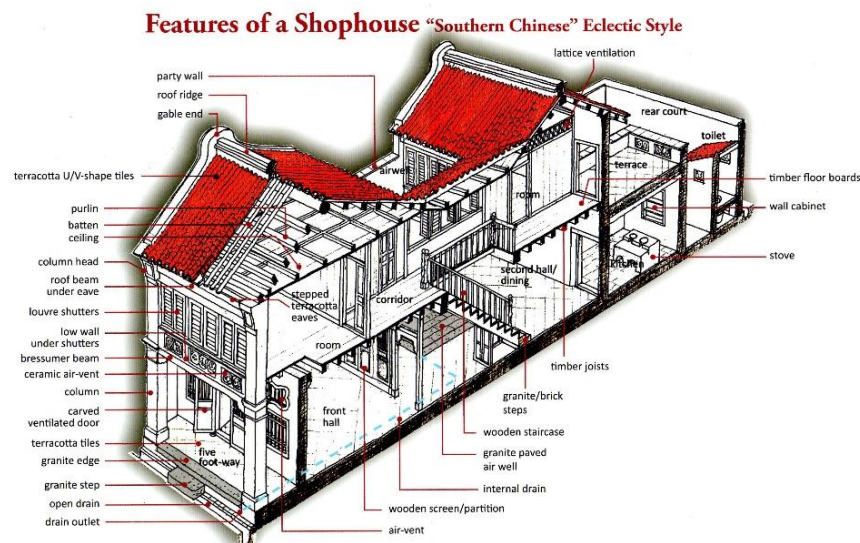 Features of a Shophouse "Southern Chinese" Eclectic Style
lattice ventilation
party wall
roof ridge
gable end
rear court
toilet
airwell
terrace
terracotta U/V-shape tiles
timber floor boards
room
purlin
wall cabinet
batten
ceiling
column head
stove
kitchen
second hall/
dining
roof beam
under eave
stepped
terracotta
eaves
corridor
louvre shutters
low wall
under shutters
room
bressumer beam
timber joists
ceramic air-vent
column
granite/brick
steps
carved
ventilated door
front
hall
wooden staircase
terracotta tiles
five
foot-way
granite paved
air well
granite edge
granite step
internal drain
open drain
wooden screen/partition
drain outlet
air-vent